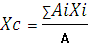 Xc = ∑AiXi / A